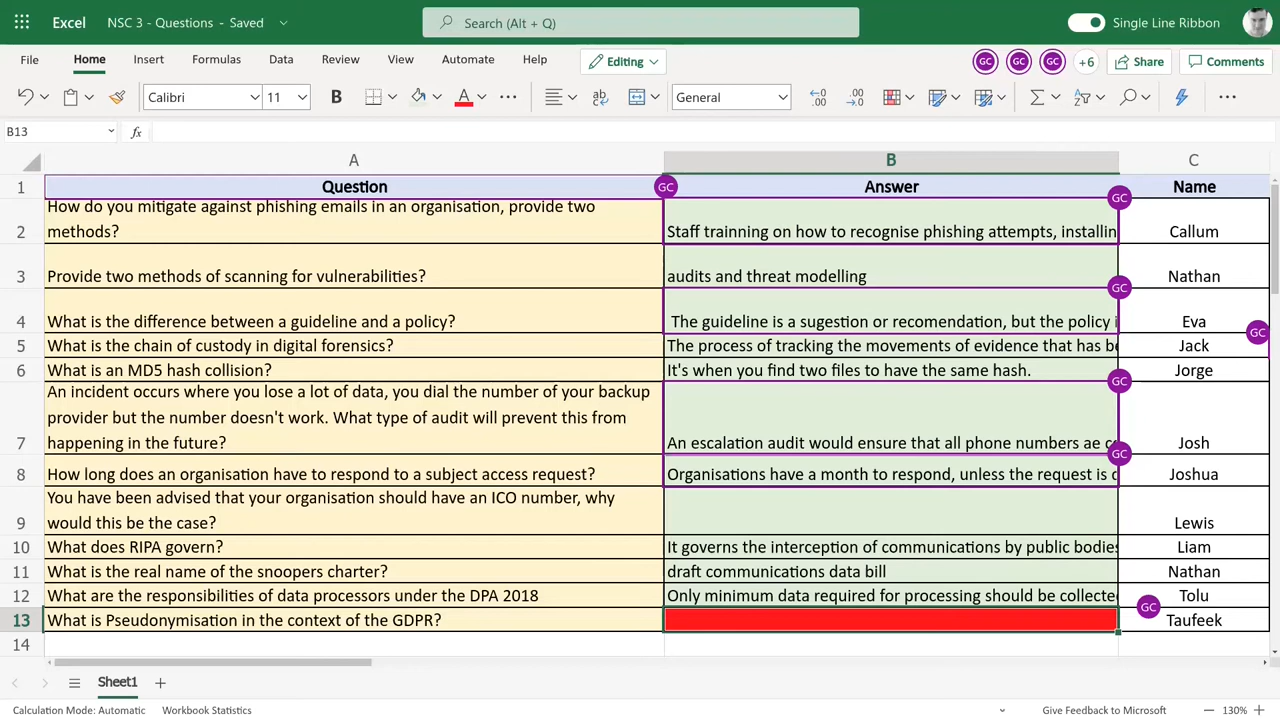 Excel NSC 3 - Questions - Saved Search (Alt + Q) Single Line Ribbon
File Home Insert Formulas Data Review View Automate Help Editing GC GC GC +6 Share Comments
Calibri 11 B A General
B13 fx
A B C
1 Question GC Answer GC Name
How do you mitigate against phishing emails in an organisation, provide two
2 methods? Staff trainning on how to recognise phishing attempts, installin Callum
3 Provide two methods of scanning for vulnerabilities? audits and threat modelling Nathan
GC
4 What is the difference between a guideline and a policy? The guideline is a sugestion or recomendation, but the policy i Eva
GC
5 What is the chain of custody in digital forensics? The process of tracking the movements of evidence that has be Jack
6 What is an MD5 hash collision? It's when you find two files to have the same hash. Jorge
GC
An incident occurs where you lose a lot of data, you dial the number of your backup
provider but the number doesn't work. What type of audit will prevent this from
7 happening in the future? An escalation audit would ensure that all phone numbers ae co Josh
GC
8 How long does an organisation have to respond to a subject access request? Organisations have a month to respond, unless the request is c Joshua
You have been advised that your organisation should have an ICO number, why
9 would this be the case? Lewis
10 What does RIPA govern? It governs the interception of communications by public bodies Liam
11 What is the real name of the snoopers charter? draft communications data bill Nathan
12 What are the responsibilities of data processors under the DPA 2018 Only minimum data required for processing should be collected Tolu
GC
13 What is Pseudonymisation in the context of the GDPR? Taufeek
14
Sheet1
Calculation Mode: Automatic Workbook Statistics Give Feedback to Microsoft 130%